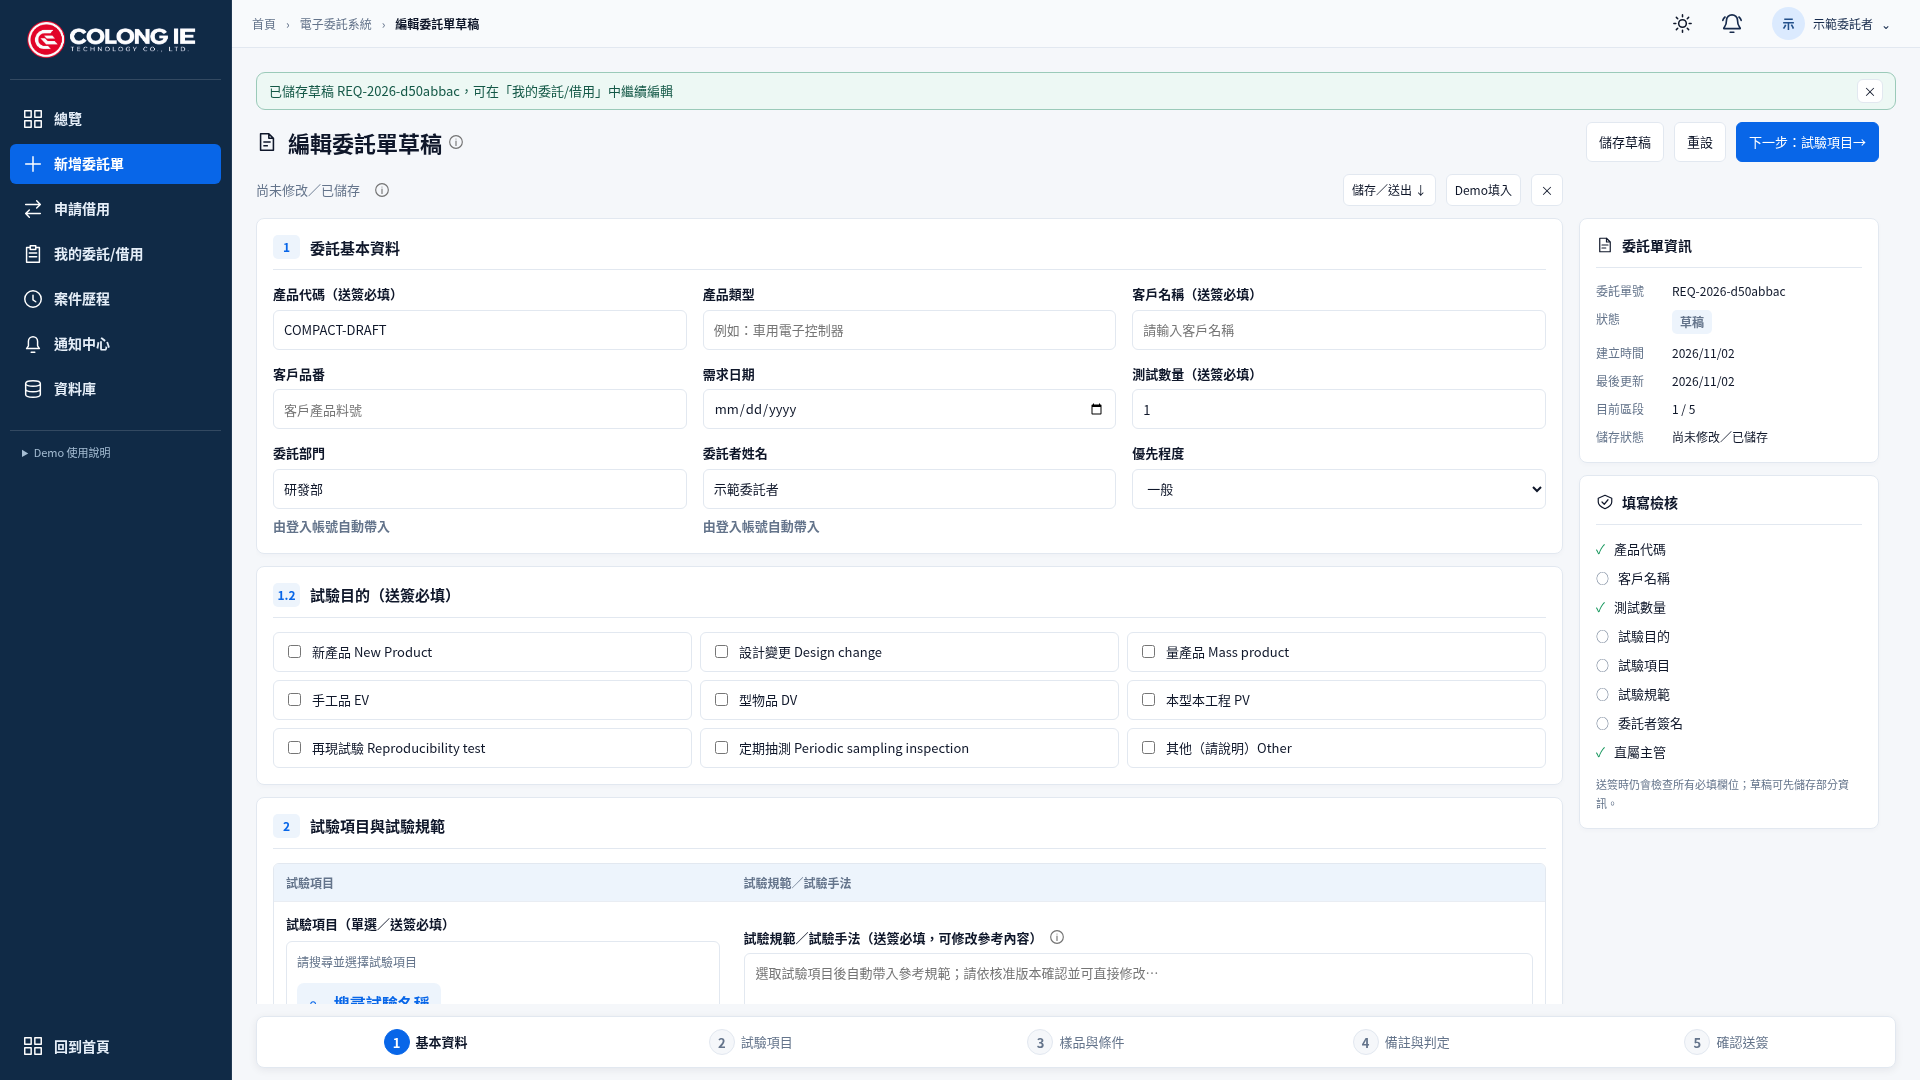 COLONG IE
TECHNOLOGY CO., LTD.
總覽
新增委託單
申請借用
我的委託/借用
案件歷程
通知中心
資料庫
Demo 使用說明
回到首頁
首頁 › 電子委託系統 › 編輯委託單草稿
示 示範委託者
已儲存草稿 REQ-2026-d50abbac，可在「我的委託/借用」中繼續編輯
編輯委託單草稿
儲存草稿 重設 下一步：試驗項目→
尚未修改／已儲存
儲存／送出 ↓ Demo填入
1 委託基本資料
產品代碼（送簽必填） 產品類型 客戶名稱（送簽必填）
COMPACT-DRAFT 例如：車用電子控制器 請輸入客戶名稱
客戶品番 需求日期 測試數量（送簽必填）
客戶產品料號 mm/dd/yyyy 1
委託部門 委託者姓名 優先程度
研發部 示範委託者 一般
由登入帳號自動帶入 由登入帳號自動帶入
1.2 試驗目的（送簽必填）
新產品 New Product 設計變更 Design change 量產品 Mass product
手工品 EV 型物品 DV 本型本工程 PV
再現試驗 Reproducibility test 定期抽測 Periodic sampling inspection 其他（請說明）Other
2 試驗項目與試驗規範
試驗項目 試驗規範／試驗手法
試驗項目（單選／送簽必填）
試驗規範／試驗手法（送簽必填，可修改參考內容）
請搜尋並選擇試驗項目
選取試驗項目後自動帶入參考規範；請依核准版本確認並可直接修改…
搜尋試驗名稱
委託單資訊
委託單號 REQ-2026-d50abbac
狀態 草稿
建立時間 2026/11/02
最後更新 2026/11/02
目前區段 1 / 5
儲存狀態 尚未修改／已儲存
填寫檢核
✓ 產品代碼
客戶名稱
✓ 測試數量
試驗目的
試驗項目
試驗規範
委託者簽名
✓ 直屬主管
送簽時仍會檢查所有必填欄位；草稿可先儲存部分資
訊。
1 基本資料 2 試驗項目 3 樣品與條件 4 備註與判定 5 確認送簽